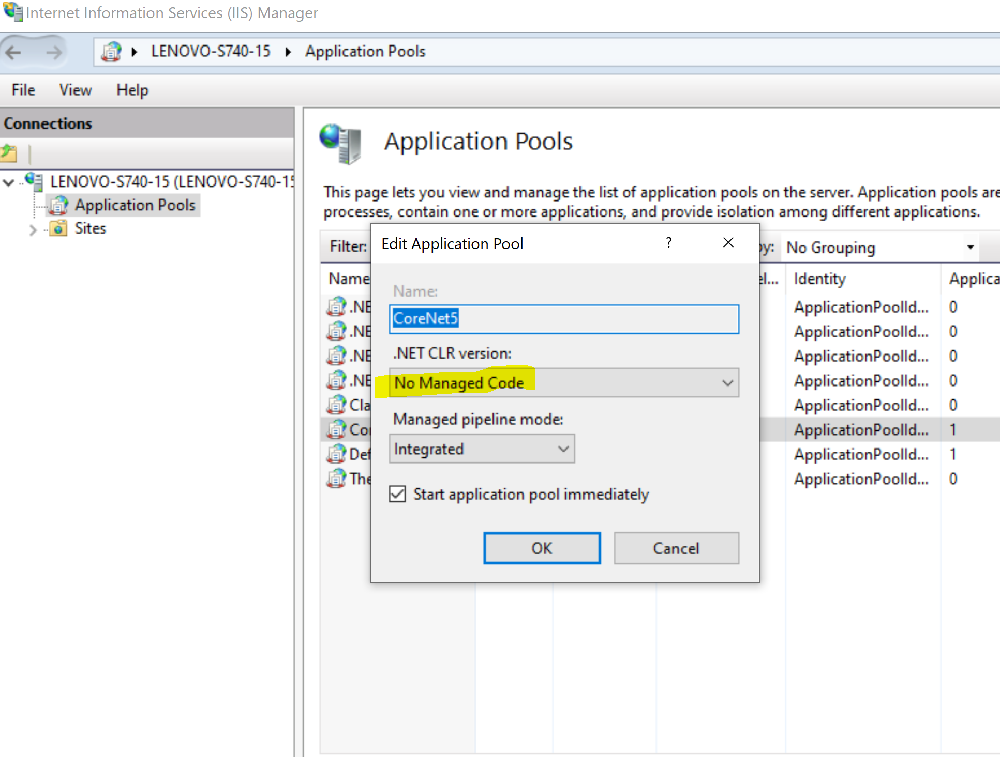 Internet Information Services (IIS) Manager
LENOVO-S740-15 Application Pools
File View Help
Connections
LENOVO-S740-15 (LENOVO-S740-15
Application Pools
Sites
Application Pools
This page lets you view and manage the list of application pools on the server. Application pools are
processes, contain one or more applications, and provide isolation among different applications.
Filter: by: No Grouping
Name el... Identity Applica
.NE ApplicationPoolId... 0
.NE ApplicationPoolId... 0
.NE ApplicationPoolId... 0
.NE ApplicationPoolId... 0
Cla ApplicationPoolId... 0
Co ApplicationPoolId... 1
Def ApplicationPoolId... 1
The ApplicationPoolId... 0
Edit Application Pool ?
Name:
CoreNet5
.NET CLR version:
No Managed Code
Managed pipeline mode:
Integrated
Start application pool immediately
OK Cancel